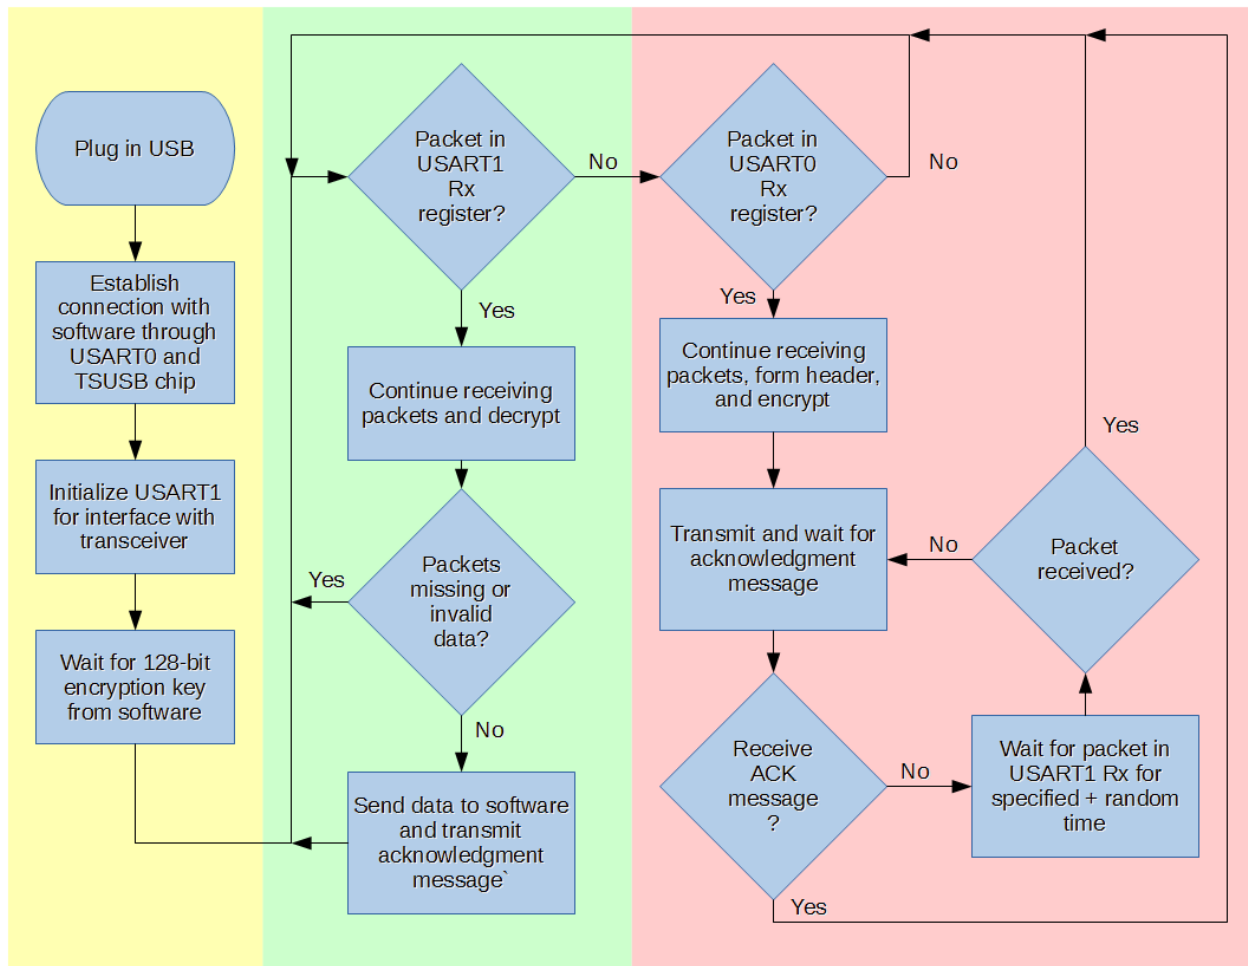 Plug in USB
Establish
connection with
software through
USART0 and
TSUSB chip
Initialize USART1
for interface with
transceiver
Wait for 128-bit
encryption key
from software
Packet in
USART1
Rx
register?
No
Yes
Continue receiving
packets and decrypt
Packets
missing or
invalid
data?
Yes
No
Send data to software
and transmit
acknowledgment
message`
Packet in
USART0
Rx
register?
No
Yes
Continue receiving
packets, form header,
and encrypt
Transmit and wait for
acknowledgment
message
Receive
ACK
message
?
No
Yes
Wait for packet in
USART1 Rx for
specified + random
time
Packet
received?
No
Yes